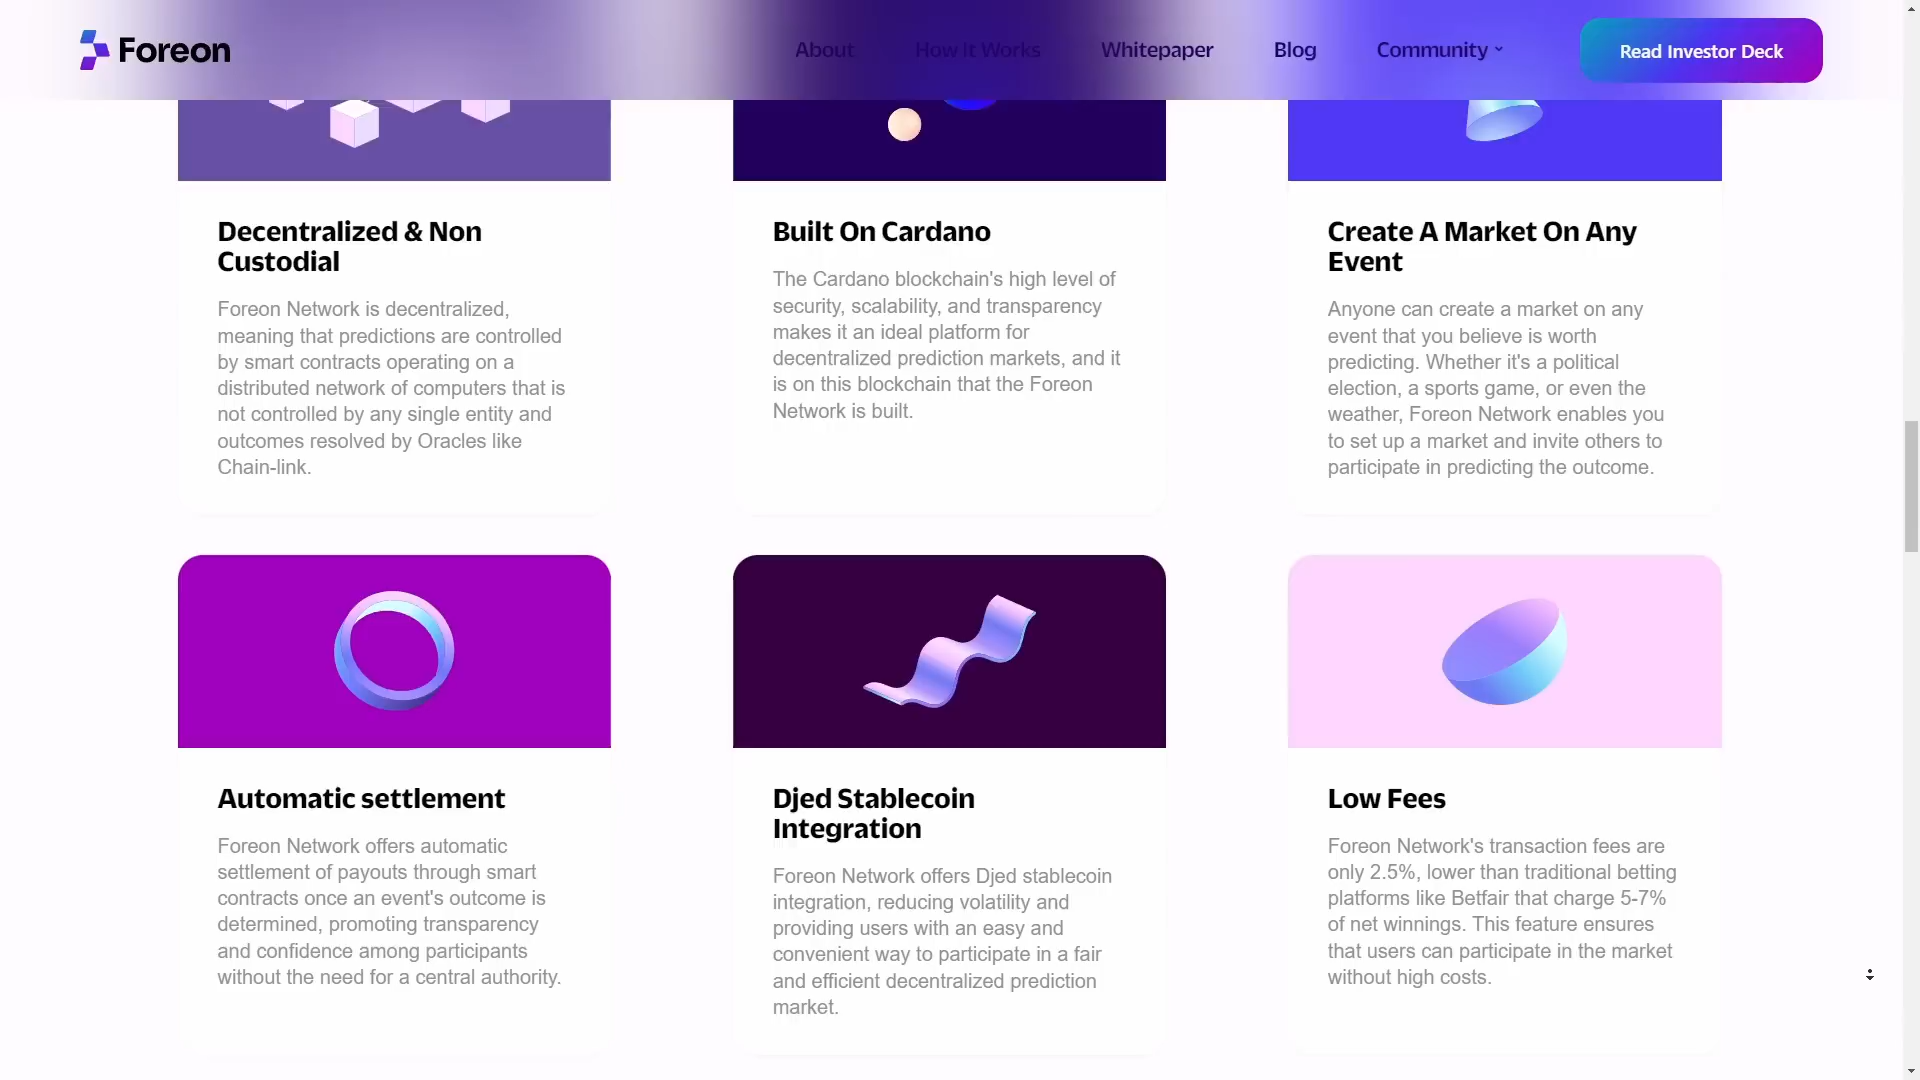 Foreon
About
How It Works
Whitepaper
Blog
Community
Read Investor Deck
Decentralized & Non
Custodial
Foreon Network is decentralized,
meaning that predictions are controlled
by smart contracts operating on a
distributed network of computers that is
not controlled by any single entity and
outcomes resolved by Oracles like
Chain-link.
Built On Cardano
The Cardano blockchain's high level of
security, scalability, and transparency
makes it an ideal platform for
decentralized prediction markets, and it
is on this blockchain that the Foreon
Network is built.
Create A Market On Any
Event
Anyone can create a market on any
event that you believe is worth
predicting. Whether it's a political
election, a sports game, or even the
weather, Foreon Network enables you
to set up a market and invite others to
participate in predicting the outcome.
Automatic settlement
Foreon Network offers automatic
settlement of payouts through smart
contracts once an event's outcome is
determined, promoting transparency
and confidence among participants
without the need for a central authority.
Djed Stablecoin
Integration
Foreon Network offers Djed stablecoin
integration, reducing volatility and
providing users with an easy and
convenient way to participate in a fair
and efficient decentralized prediction
market.
Low Fees
Foreon Network's transaction fees are
only 2.5%, lower than traditional betting
platforms like Betfair that charge 5-7%
of net winnings. This feature ensures
that users can participate in the market
without high costs.